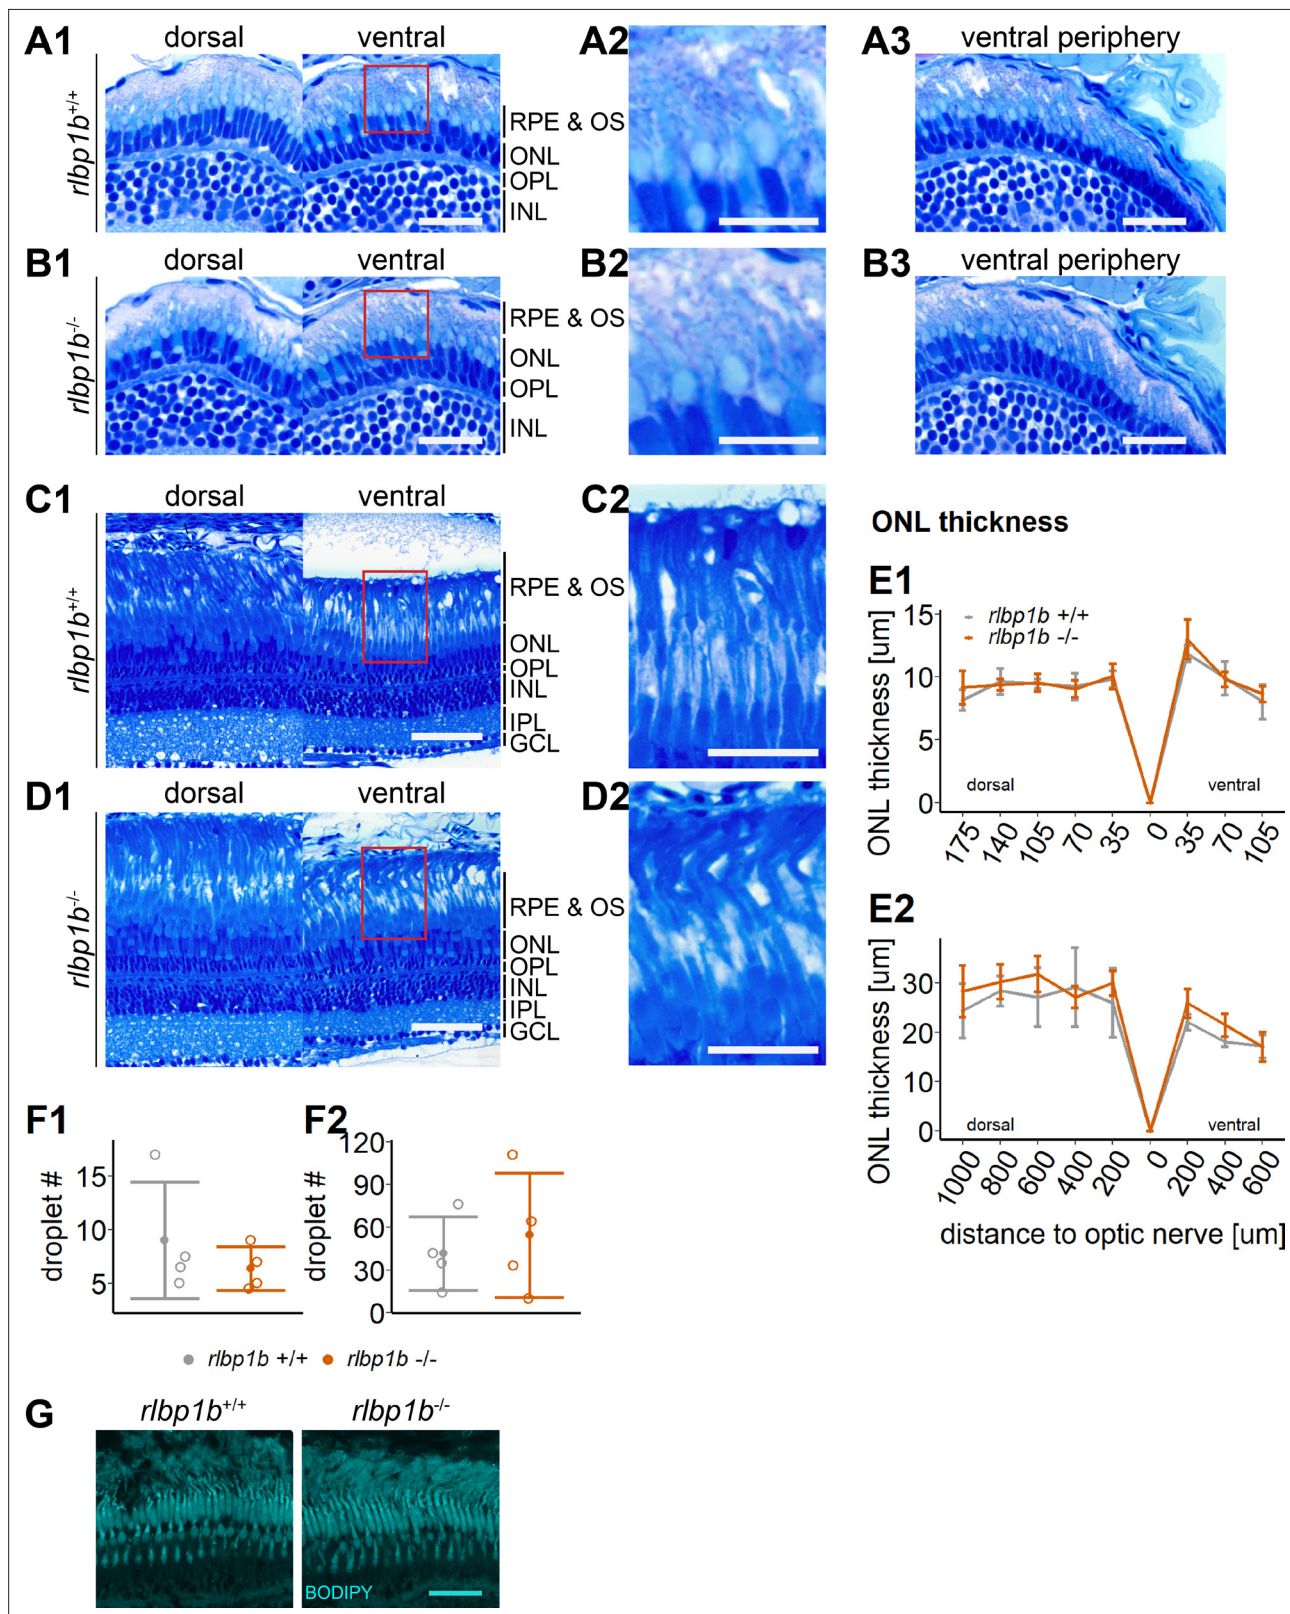 A1 dorsal ventral A2 A3 ventral periphery
rlbp1b+/+
RPE & OS
ONL
OPL
INL
B1 dorsal ventral B2 B3 ventral periphery
rlbp1b-/-
RPE & OS
ONL
OPL
INL
C1 dorsal ventral C2
rlbp1b+/+
RPE & OS
ONL
OPL
INL
IPL
GCL
D1 dorsal ventral D2
rlbp1b-/-
RPE & OS
ONL
OPL
INL
IPL
GCL
ONL thickness
E1
rlbp1b +/+
rlbp1b -/-
ONL thickness [um]
15
10
5
0
dorsal ventral
175 140 105 70 35 0 35 70 105
E2
ONL thickness [um]
30
20
10
0
dorsal ventral
1000 800 600 400 200 0 200 400 600
distance to optic nerve [um]
F1
droplet #
15
10
5
F2
droplet #
120
90
60
30
0
rlbp1b +/+ rlbp1b -/-
G rlbp1b+/+ rlbp1b-/-
BODIPY